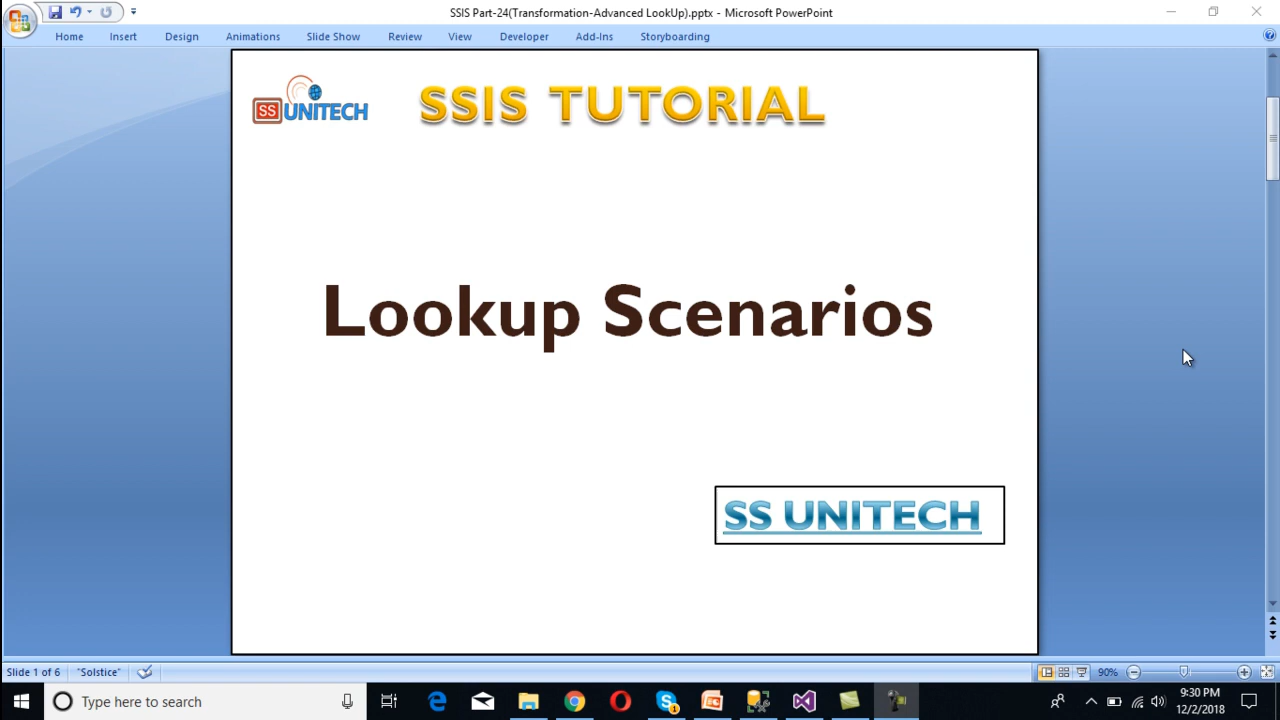 SSIS Part-24(Transformation-Advanced LookUp).pptx - Microsoft PowerPoint
Home Insert Design Animations Slide Show Review View Developer Add-Ins Storyboarding
SS UNITECH
SSIS TUTORIAL
Lookup Scenarios
SS UNITECH
Slide 1 of 6 "Solstice" 90%
Type here to search
1
9:30 PM
12/2/2018